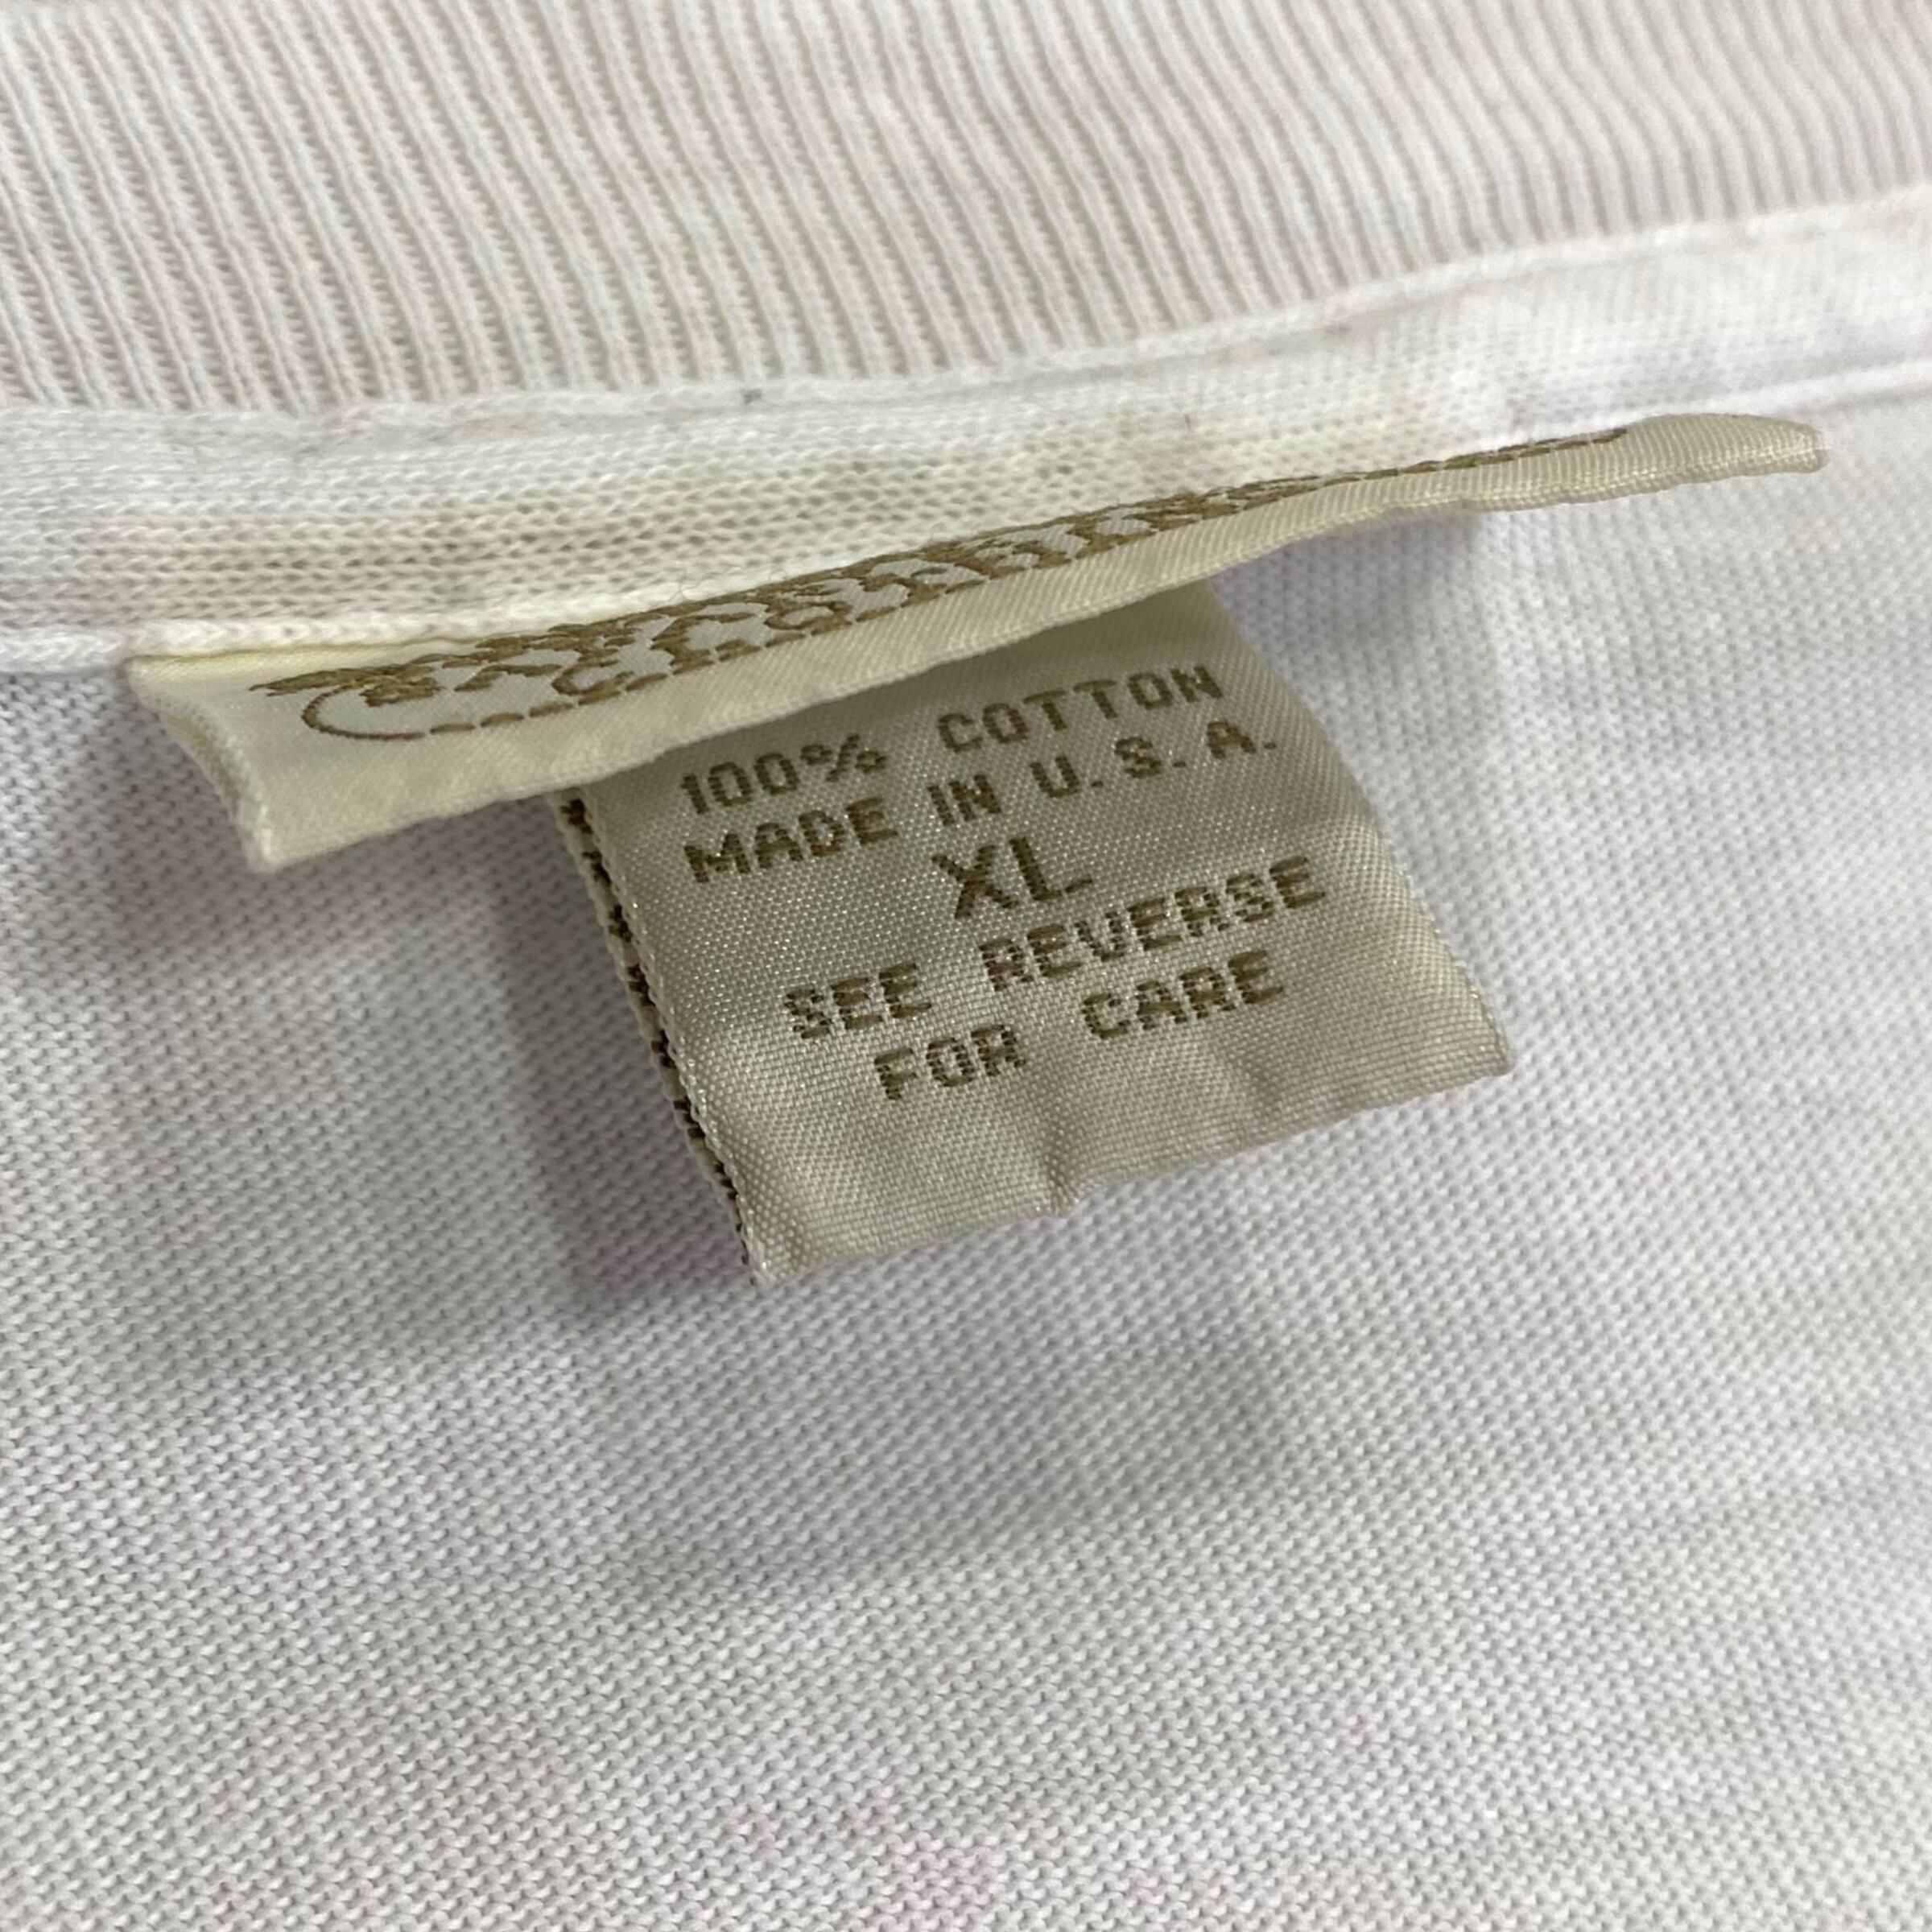 100% COTTON
MADE IN U.S.A.
XL
SEE REVERSE
FOR CARE